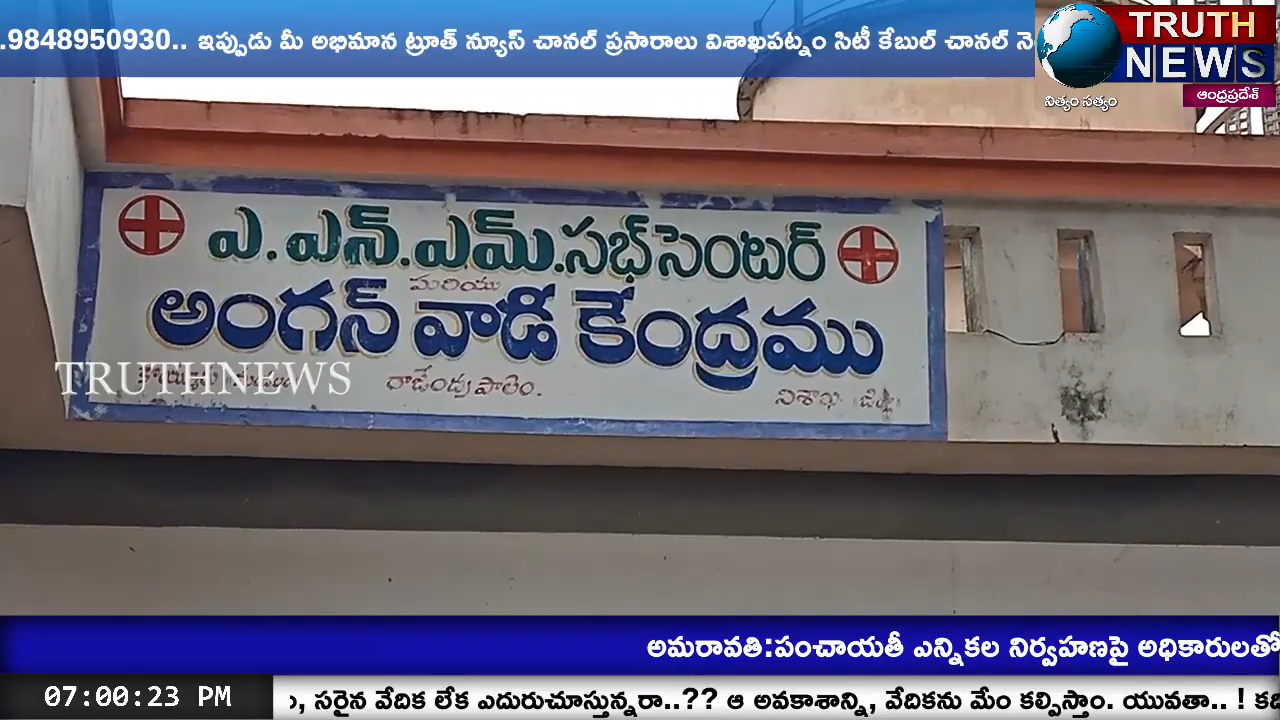 .9848950930.. ఇప్పుడు మీ అభిమాన ట్రూత్ న్యూస్ చానల్ ప్రసారాలు విశాఖపట్నం సిటీ కేబుల్ చానల్
TRUTH
NEWS
నిత్యం సత్యం
ఆంధ్రప్రదేశ్
ఎ.ఎన్.ఎమ్.సభ్‌సెంటర్
మరియు
అంగన్ వాడి కేంద్రము
రాజేంద్రపాలెం.
విశాఖ జిల్లా
TRUTHNEWS
అమరావతి:పంచాయతీ ఎన్నికల నిర్వహణపై అధికారులతో
07:00:23 PM
సరైన వేదిక లేక ఎదురుచూస్తున్నరా..?? ఆ అవకాశాన్ని, వేదికను మేం కల్పిస్తాం. యువతా.. !